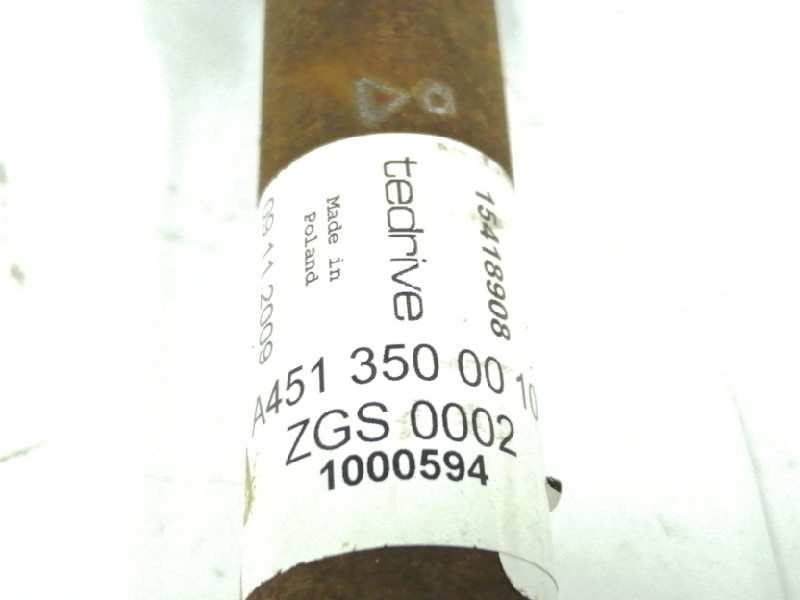 tedrive
15418908
Made in
Poland
09.11.2009
A451 350 00 10
ZGS 0002
1000594